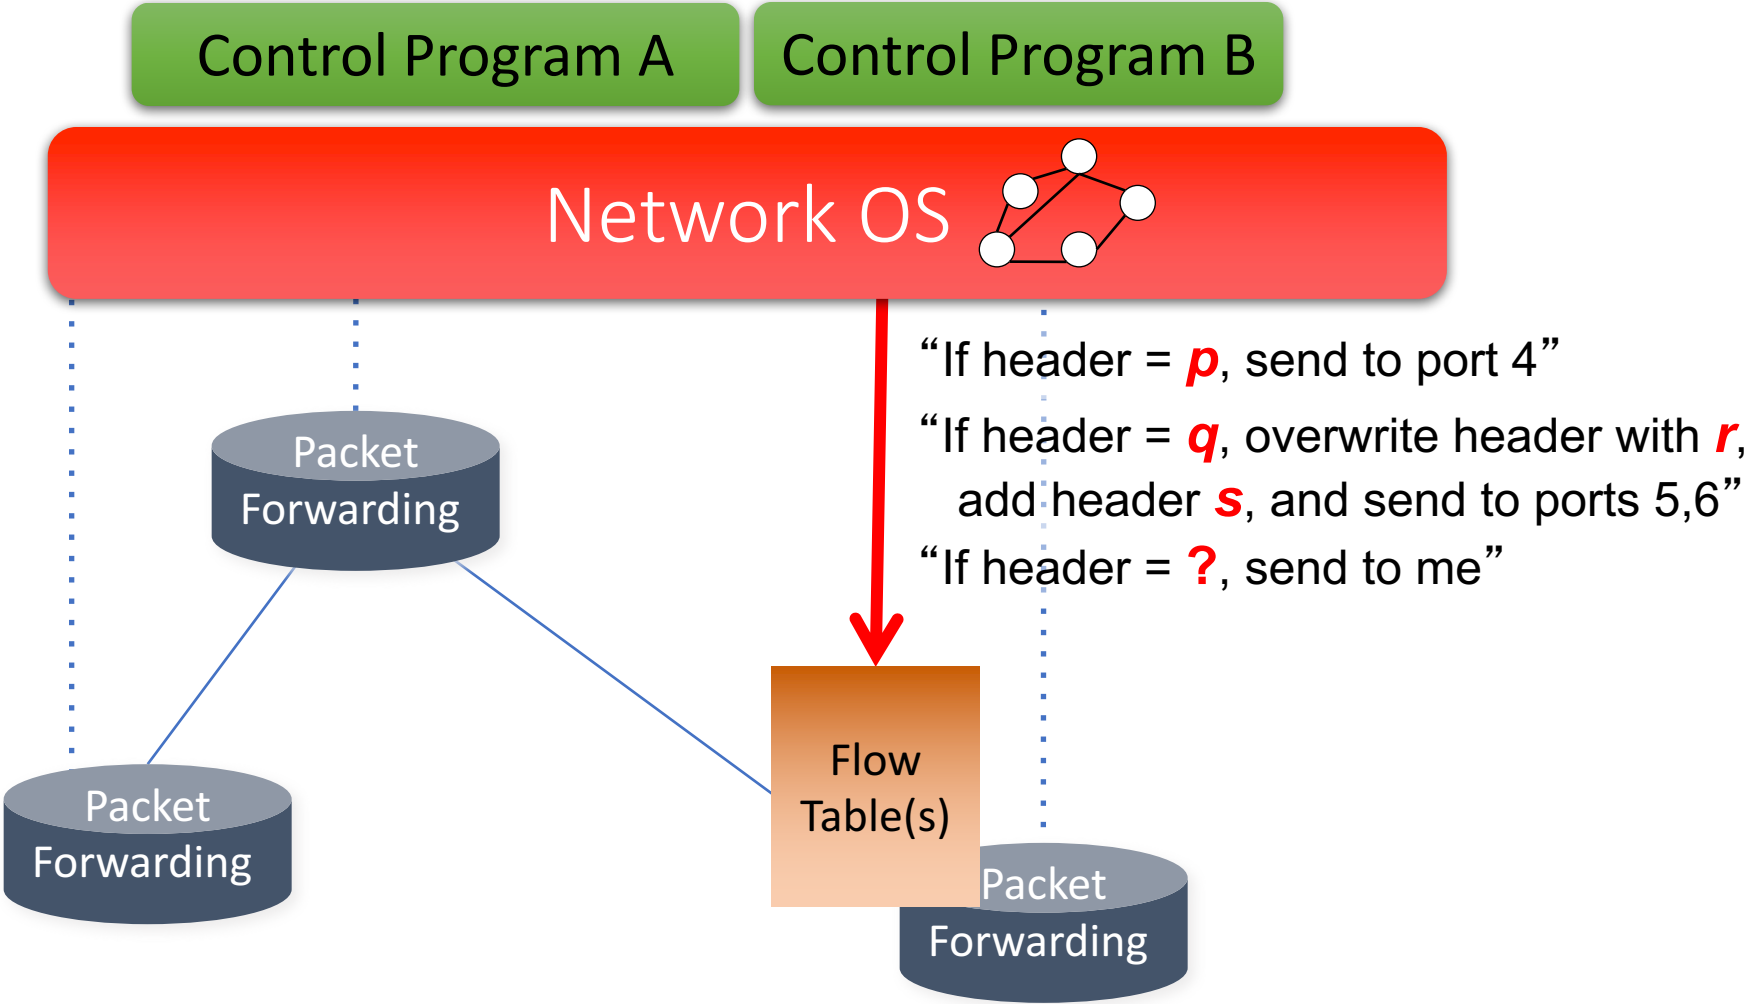 Control Program A
Control Program B
Network OS
“If header = p, send to port 4”
“If header = q, overwrite header with r,
add header s, and send to ports 5,6”
“If header = ?, send to me”
Packet
Forwarding
Flow
Table(s)
Packet
Forwarding
Packet
Forwarding